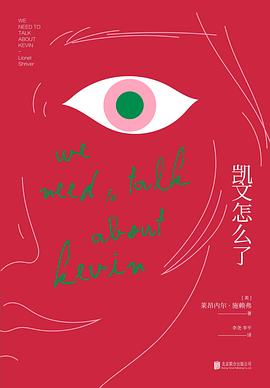 WE
NEED TO
TALK
ABOUT
KEVIN
–
Lionel
Shriver
we
need to talk
about
kevin
凯文怎么了
[美]
莱昂内尔·施赖弗
著
李尧 李平
译
北京联合出版公司